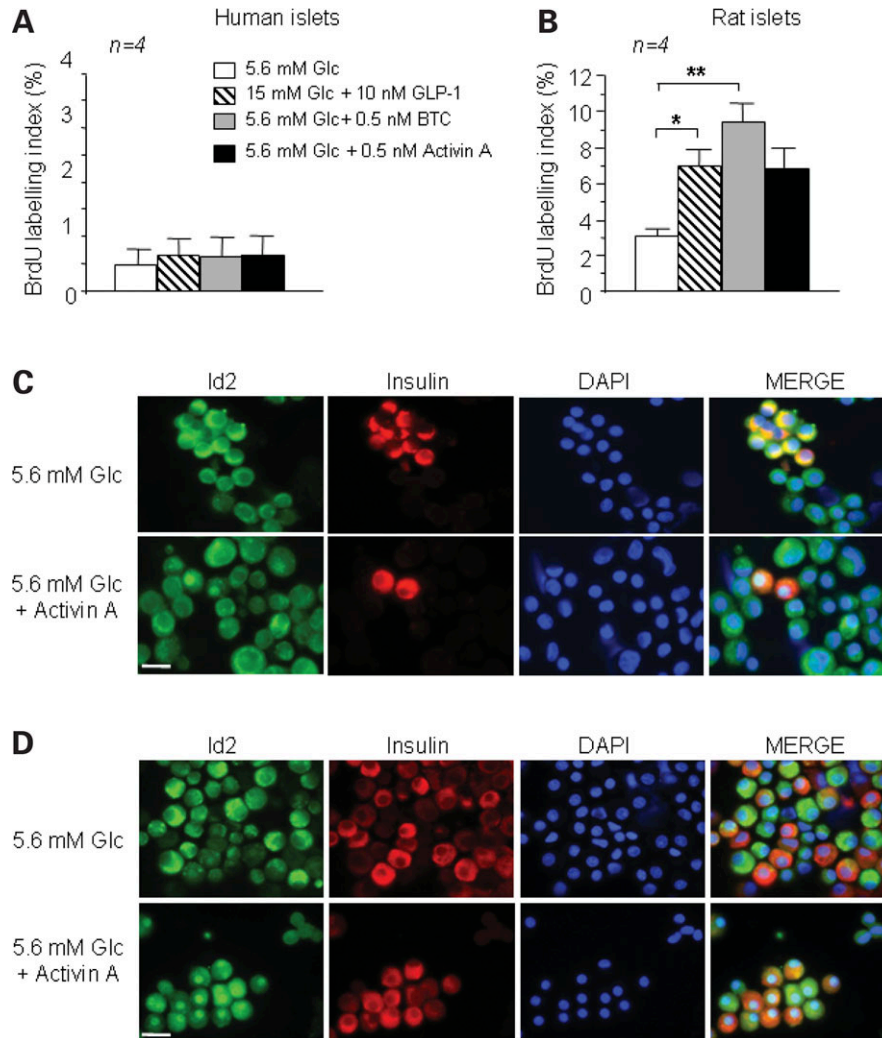 A
Human islets
n=4
BrdU labelling index (%)
4
3
2
1
0
5.6 mM Glc
15 mM Glc + 10 nM GLP-1
5.6 mM Glc+ 0.5 nM BTC
5.6 mM Glc + 0.5 nM Activin A
B
Rat islets
n=4
BrdU labelling index (%)
12
10
8
6
4
2
0
**
*
C
Id2 Insulin DAPI MERGE
5.6 mM Glc
5.6 mM Glc
+ Activin A
D
Id2 Insulin DAPI MERGE
5.6 mM Glc
5.6 mM Glc
+ Activin A